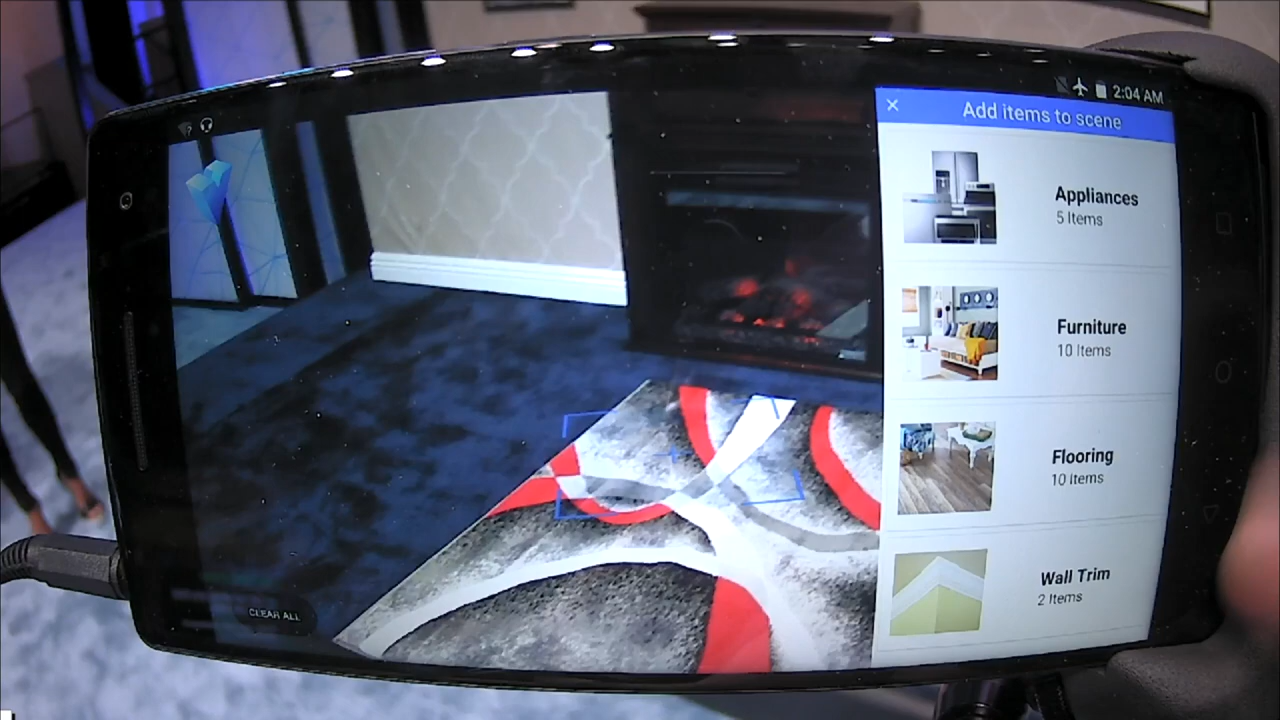 2:04 AM
Add items to scene
Appliances
5 Items
Furniture
10 Items
Flooring
10 Items
Wall Trim
2 Items
CLEAR ALL